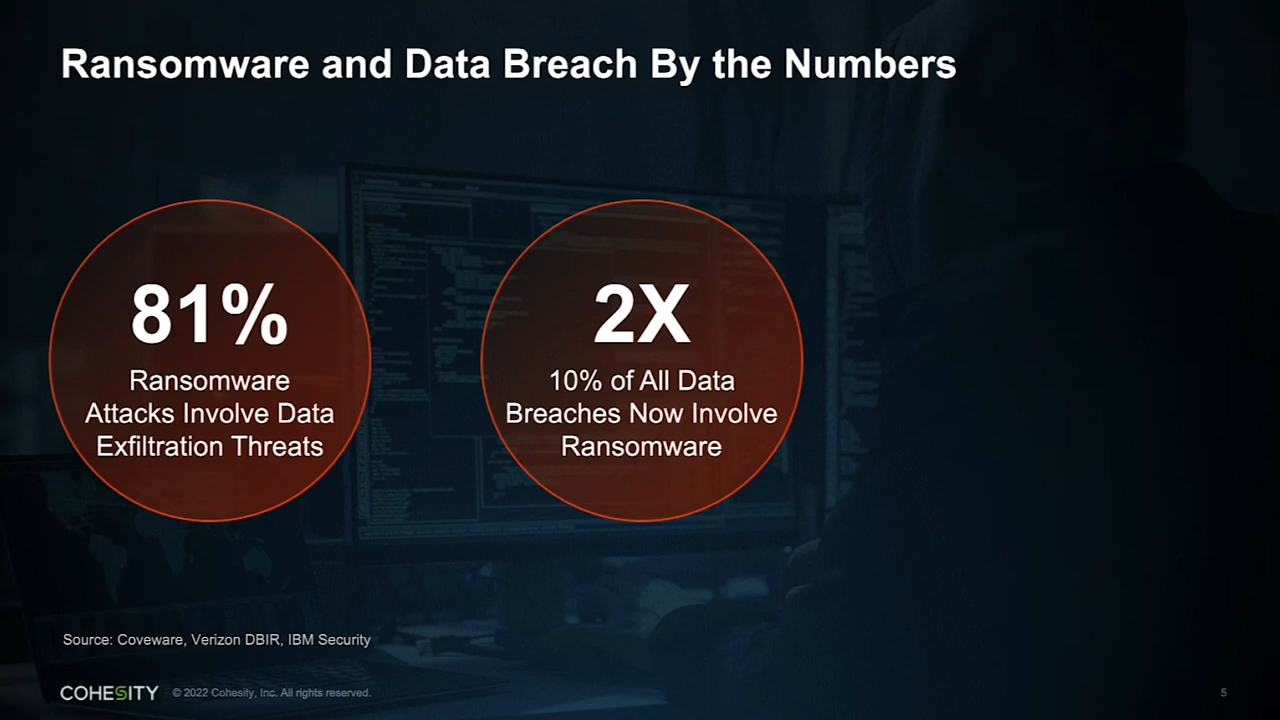 Ransomware and Data Breach By the Numbers
81%
Ransomware
Attacks Involve Data
Exfiltration Threats
2X
10% of All Data
Breaches Now Involve
Ransomware
Source: Coveware, Verizon DBIR, IBM Security
COHESITY © 2022 Cohesity, Inc. All rights reserved.
5